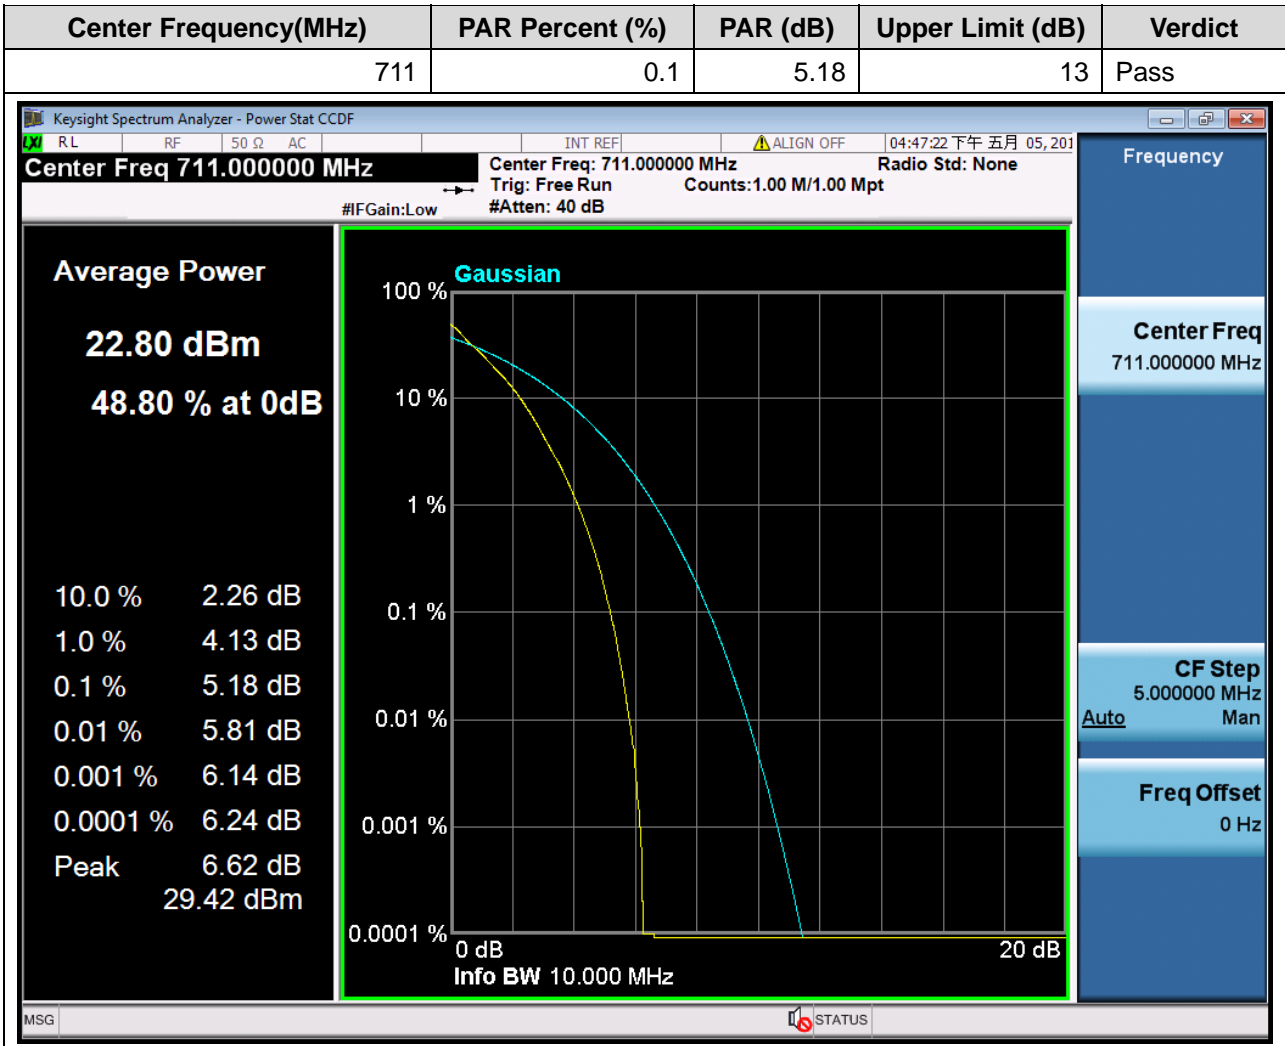 Center Frequency(MHz) PAR Percent (%) PAR (dB) Upper Limit (dB) Verdict
711 0.1 5.18 13 Pass
Keysight Spectrum Analyzer - Power Stat CCDF
LXI RL RF 50 Ω AC INT REF ALIGN OFF 04:47:22 下午 五月 05, 201
Center Freq 711.000000 MHz
Center Freq: 711.000000 MHz Radio Std: None
Trig: Free Run Counts:1.00 M/1.00 Mpt
#IFGain:Low #Atten: 40 dB
Frequency
Average Power
22.80 dBm
48.80 % at 0dB
10.0 % 2.26 dB
1.0 % 4.13 dB
0.1 % 5.18 dB
0.01 % 5.81 dB
0.001 % 6.14 dB
0.0001 % 6.24 dB
Peak 6.62 dB
29.42 dBm
Gaussian
100 %
10 %
1 %
0.1 %
0.01 %
0.001 %
0.0001 %
0 dB 20 dB
Info BW 10.000 MHz
Center Freq
711.000000 MHz
CF Step
5.000000 MHz
Auto Man
Freq Offset
0 Hz
MSG STATUS